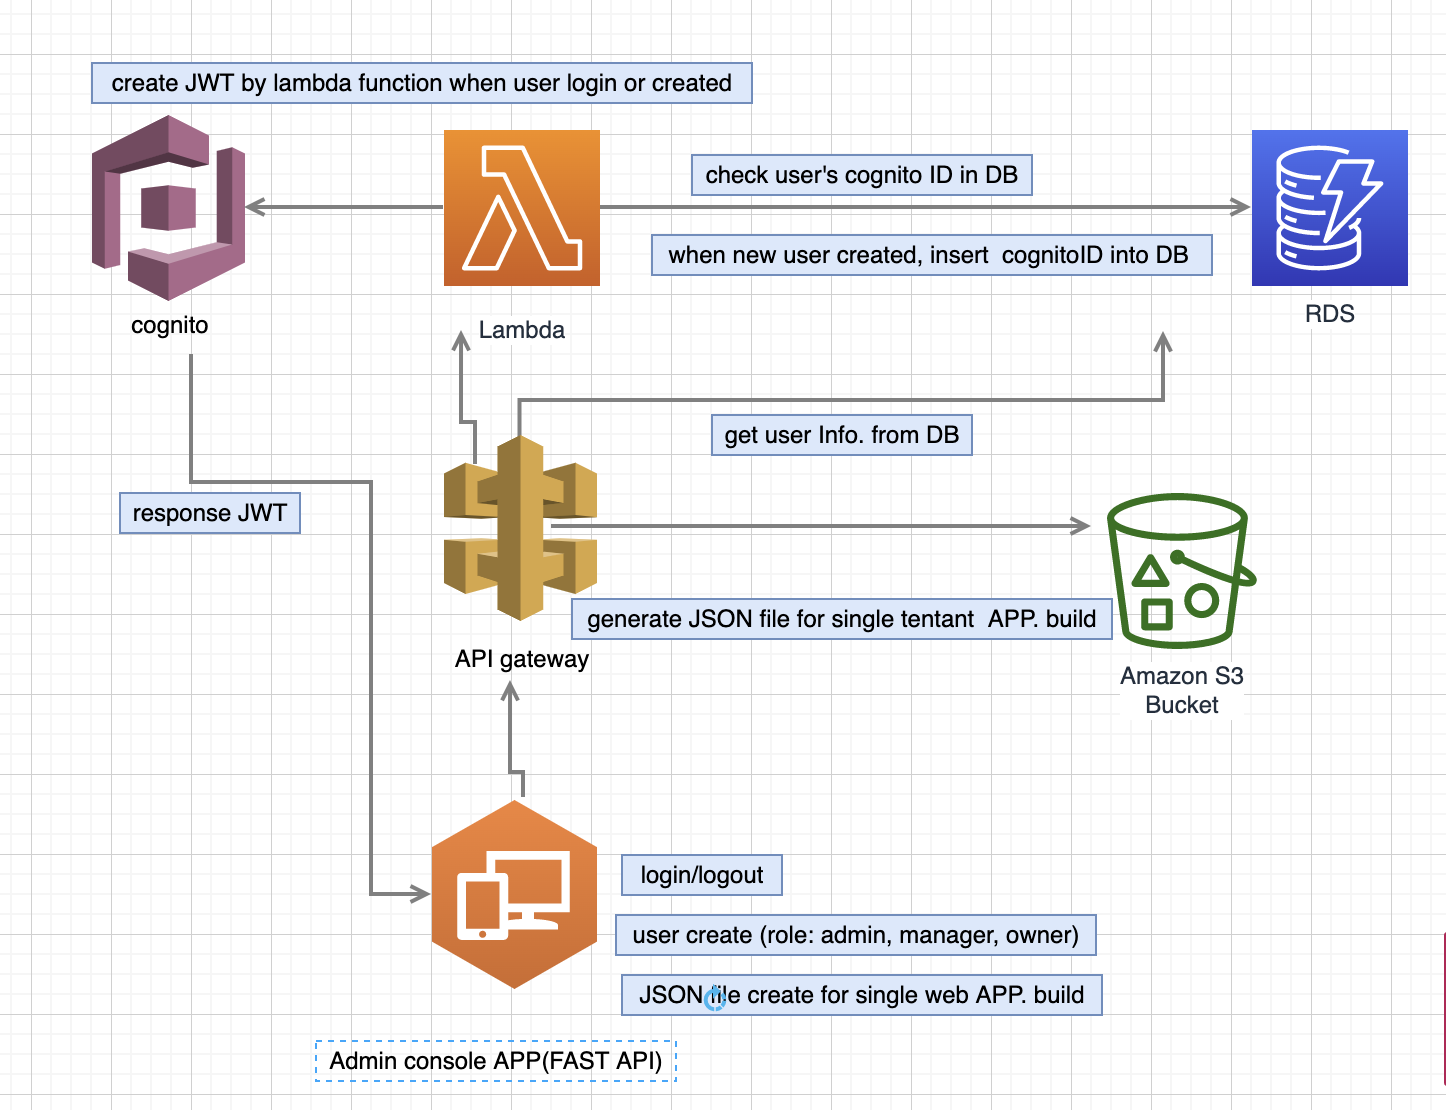 create JWT by lambda function when user login or created
check user's cognito ID in DB
when new user created, insert cognitoID into DB
cognito
Lambda
RDS
get user Info. from DB
response JWT
generate JSON file for single tentant APP. build
API gateway
Amazon S3
Bucket
login/logout
user create (role: admin, manager, owner)
JSON file create for single web APP. build
Admin console APP(FAST API)